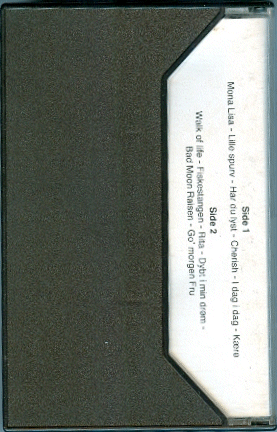 Side 1
Mona Lisa - Lille spurv - Har du lyst - Cherish - I dag i dag - Kære
Side 2
Walk of life - Fiskestangen - Rita - Dybt i min drøm -
Bad Moon Raisen - Go' morgen Fru